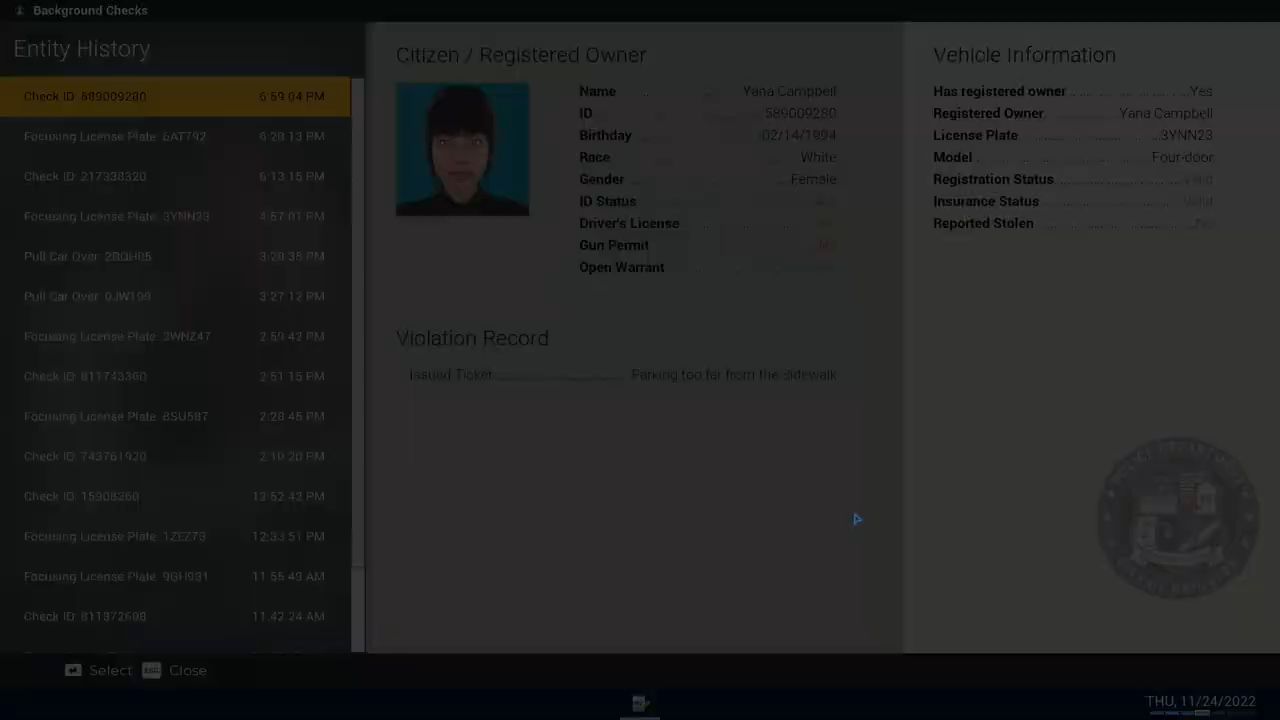 Background Checks
Entity History
Check ID: 589009280 6:59:04 PM
Focusing License Plate: 5AT792 6:28:13 PM
Check ID: 217338320 6:13:15 PM
Focusing License Plate: 3YNN23 4:57:01 PM
Pull Car Over: 2BQH05 3:28:35 PM
Pull Car Over: 0JW199 3:27:12 PM
Focusing License Plate: 3WNZ47 2:59:42 PM
Check ID: 811743360 2:51:15 PM
Focusing License Plate: 8SU587 2:28:45 PM
Check ID: 743761920 2:10:20 PM
Check ID: 15908360 12:52:42 PM
Focusing License Plate: 1ZEZ73 12:33:51 PM
Focusing License Plate: 9GH931 11:55:49 AM
Check ID: 811372698 11:42:24 AM
Select
Close
Citizen / Registered Owner
Name Yana Campbell
ID 589009280
Birthday 02/14/1994
Race White
Gender Female
ID Status
Driver's License
Gun Permit
Open Warrant
Violation Record
Issued Ticket Parking too far from the sidewalk
Vehicle Information
Has registered owner Yes
Registered Owner Yana Campbell
License Plate 3YNN23
Model Four-door
Registration Status Valid
Insurance Status Valid
Reported Stolen No
THU, 11/24/2022